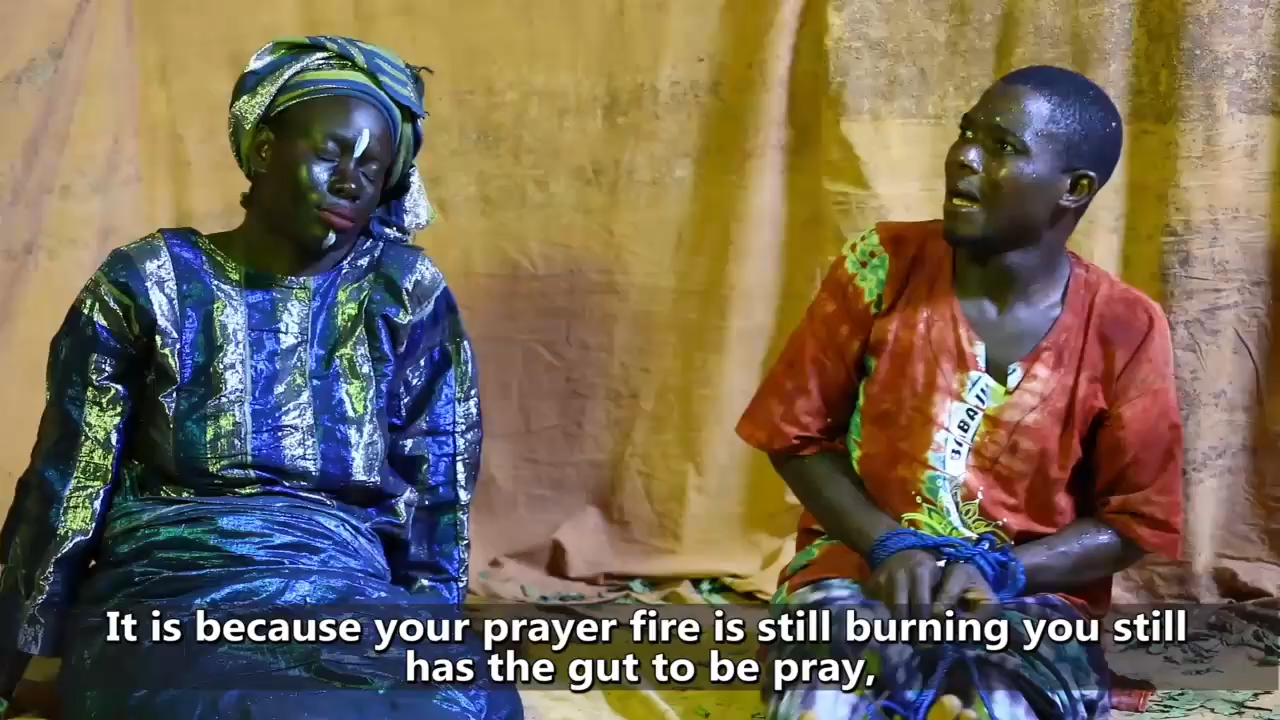 It is because your prayer fire is still burning you still
has the gut to be pray,